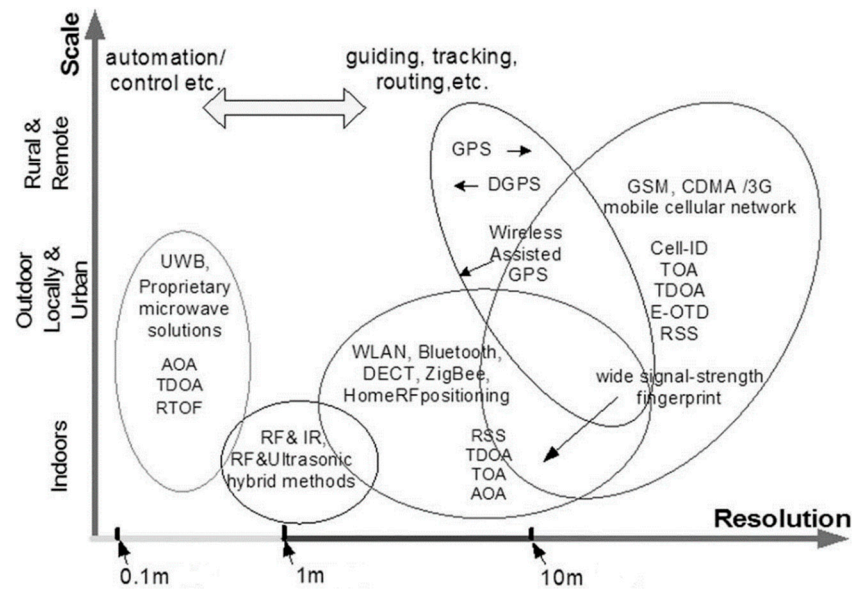 Scale
automation/
control etc.
guiding, tracking,
routing,etc.
Rural &
Remote
GPS
DGPS
GSM, CDMA /3G
mobile cellular network
Wireless
Assisted
GPS
Cell-ID
TOA
TDOA
E-OTD
RSS
Outdoor
Locally &
Urban
UWB,
Proprietary
microwave
solutions
AOA
TDOA
RTOF
WLAN, Bluetooth,
DECT, ZigBee,
HomeRFpositioning
wide signal-strength
fingerprint
RSS
TDOA
TOA
AOA
Indoors
RF& IR,
RF&Ultrasonic
hybrid methods
Resolution
0.1m
1m
10m